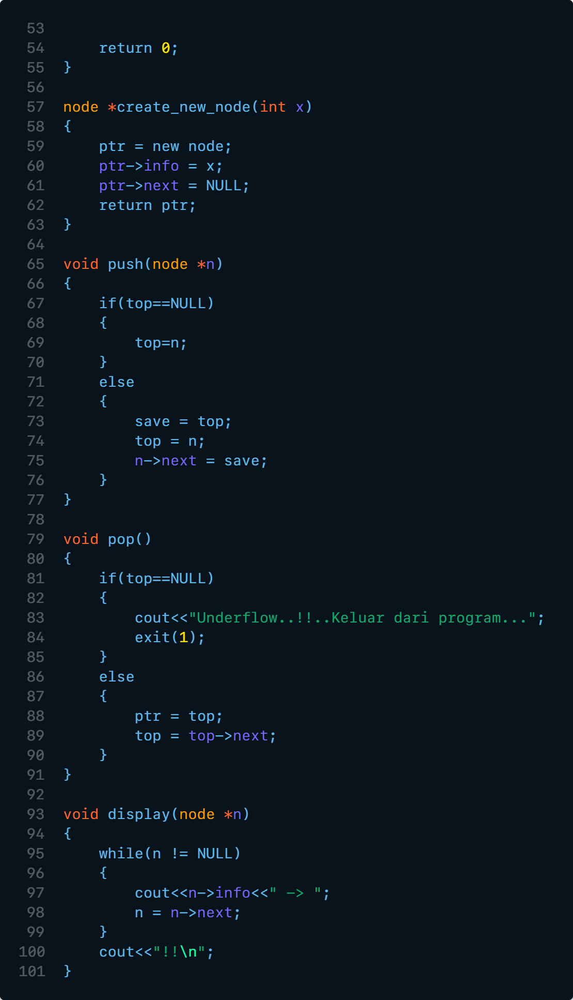 53
54      return 0;
55  }
56
57  node *create_new_node(int x)
58  {
59      ptr = new node;
60      ptr->info = x;
61      ptr->next = NULL;
62      return ptr;
63  }
64
65  void push(node *n)
66  {
67      if(top==NULL)
68      {
69          top=n;
70      }
71      else
72      {
73          save = top;
74          top = n;
75          n->next = save;
76      }
77  }
78
79  void pop()
80  {
81      if(top==NULL)
82      {
83          cout<<"Underflow..!!..Keluar dari program...";
84          exit(1);
85      }
86      else
87      {
88          ptr = top;
89          top = top->next;
90      }
91  }
92
93  void display(node *n)
94  {
95      while(n != NULL)
96      {
97          cout<<n->info<<" -> ";
98          n = n->next;
99      }
100     cout<<"!!\n";
101 }